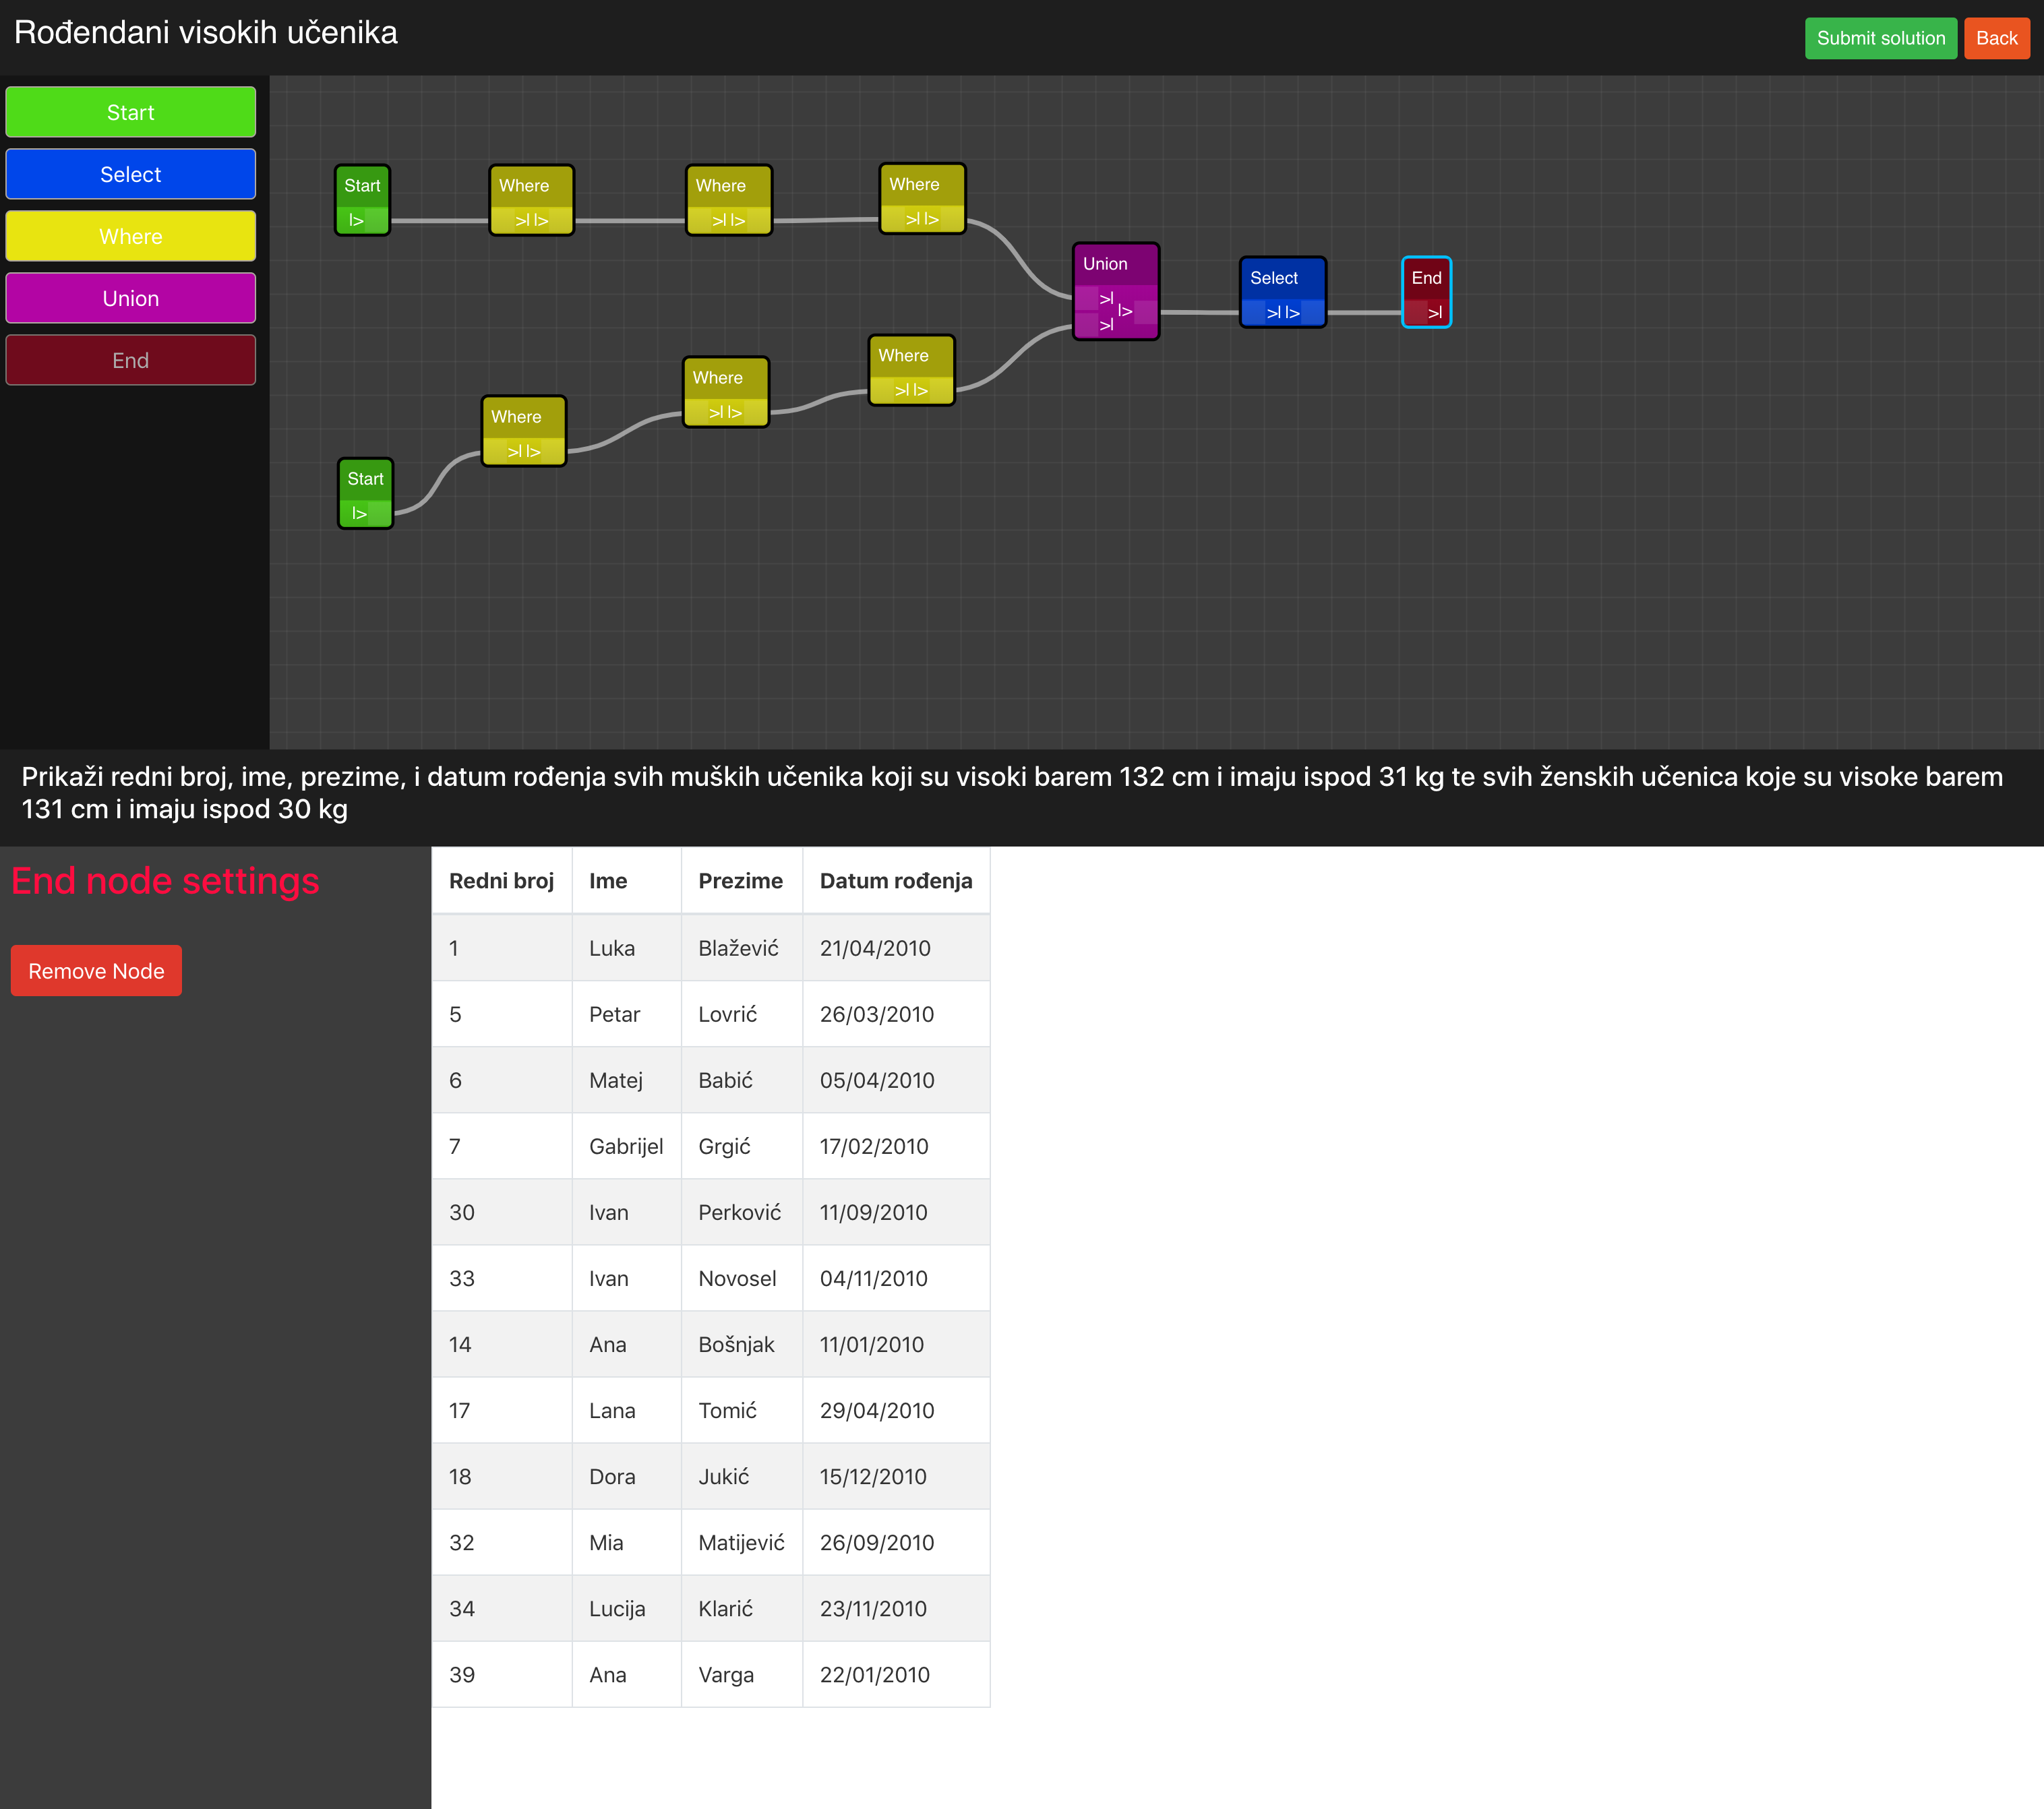 Rođendani visokih učenika
Submit solution Back
Start
Select
Where
Union
End
Start
|>
Where
>| |>
Where
>| |>
Where
>| |>
Union
>|
|>
>|
Select
>| |>
End
>|
Where
>| |>
Where
>| |>
Where
>| |>
Start
|>
Prikaži redni broj, ime, prezime, i datum rođenja svih muških učenika koji su visoki barem 132 cm i imaju ispod 31 kg te svih ženskih učenica koje su visoke barem
131 cm i imaju ispod 30 kg
End node settings
Remove Node
Redni broj Ime Prezime Datum rođenja
1 Luka Blažević 21/04/2010
5 Petar Lovrić 26/03/2010
6 Matej Babić 05/04/2010
7 Gabrijel Grgić 17/02/2010
30 Ivan Perković 11/09/2010
33 Ivan Novosel 04/11/2010
14 Ana Bošnjak 11/01/2010
17 Lana Tomić 29/04/2010
18 Dora Jukić 15/12/2010
32 Mia Matijević 26/09/2010
34 Lucija Klarić 23/11/2010
39 Ana Varga 22/01/2010